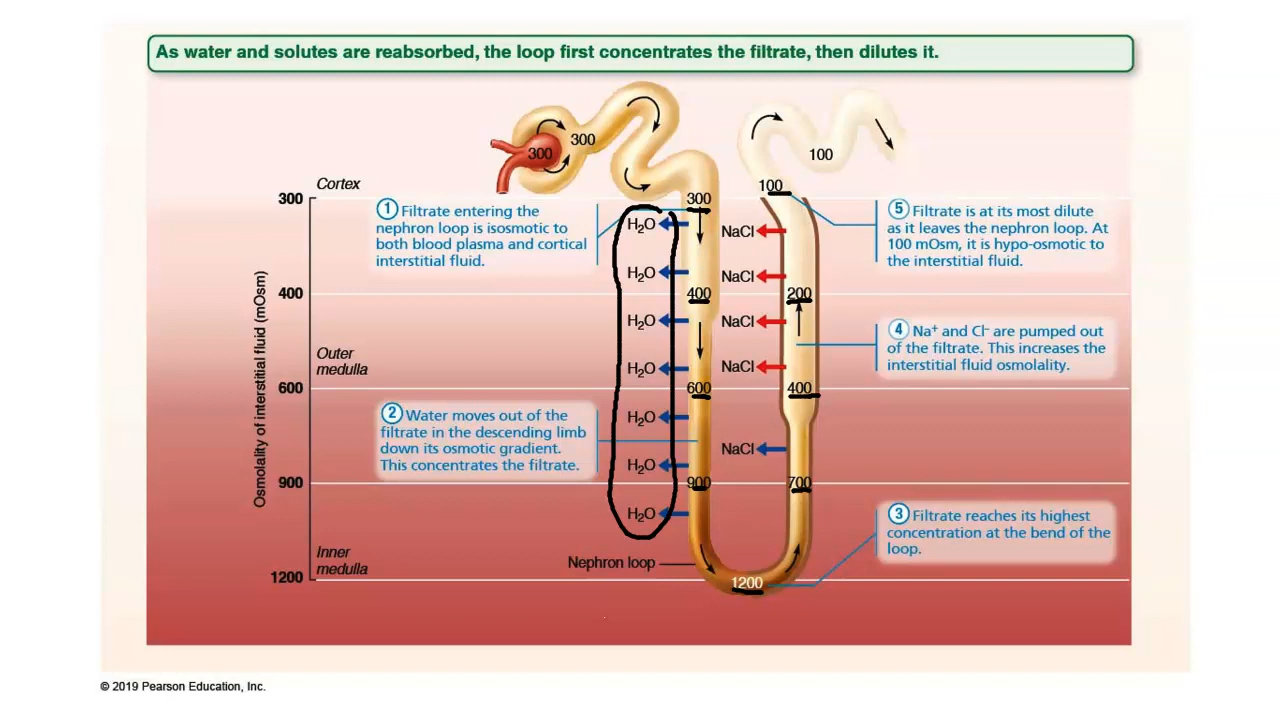 As water and solutes are reabsorbed, the loop first concentrates the filtrate, then dilutes it.
300
300
100
Cortex
300
300
100
① Filtrate entering the
nephron loop is isosmotic to
both blood plasma and cortical
interstitial fluid.
H₂O
NaCl
⑤ Filtrate is at its most dilute
as it leaves the nephron loop. At
100 mOsm, it is hypo-osmotic to
the interstitial fluid.
H₂O
NaCl
400
400
200
H₂O
NaCl
④ Na⁺ and Cl⁻ are pumped out
of the filtrate. This increases the
interstitial fluid osmolality.
Outer
medulla
H₂O
NaCl
600
600
400
Osmolality of interstitial fluid (mOsm)
② Water moves out of the
filtrate in the descending limb
down its osmotic gradient.
This concentrates the filtrate.
H₂O
NaCl
H₂O
900
900
700
H₂O
③ Filtrate reaches its highest
concentration at the bend of the
loop.
Inner
medulla
Nephron loop
1200
1200
© 2019 Pearson Education, Inc.